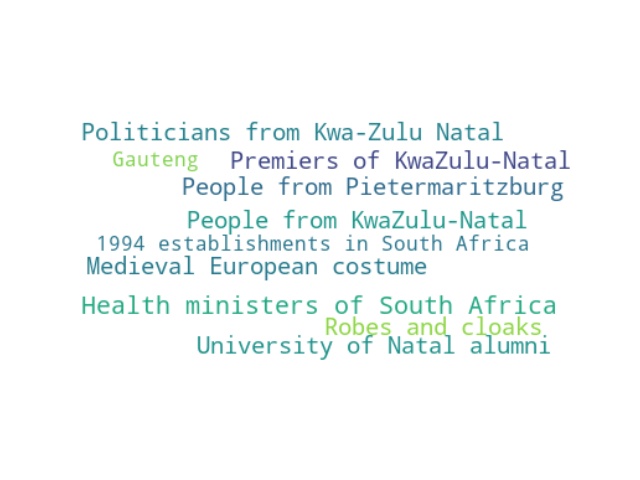 Politicians from Kwa-Zulu Natal
Gauteng
Premiers of KwaZulu-Natal
People from Pietermaritzburg
People from KwaZulu-Natal
1994 establishments in South Africa
Medieval European costume
Health ministers of South Africa
Robes and cloaks
University of Natal alumni